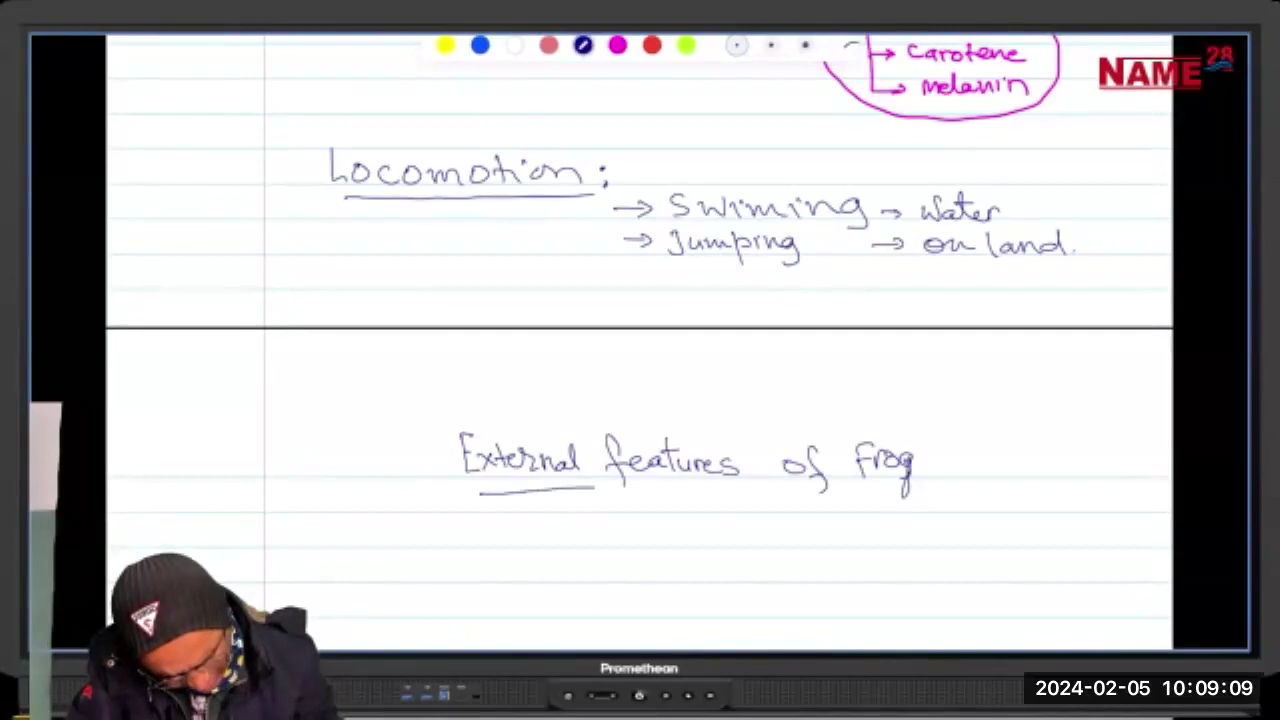 → Carotene
→ Melanin
NAME 28
Locomotion :
→ Swiming → Water
→ Jumping → on land.
External features of Frog
Promethean
2024-02-05 10:09:09